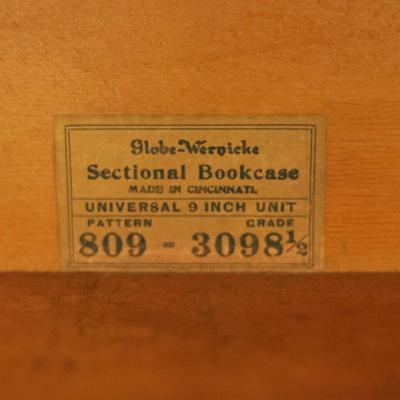 Globe-Wernicke
Sectional Bookcase
MADE IN CINCINNATI.
UNIVERSAL 9 INCH UNIT
PATTERN GRADE
809 - 3098½